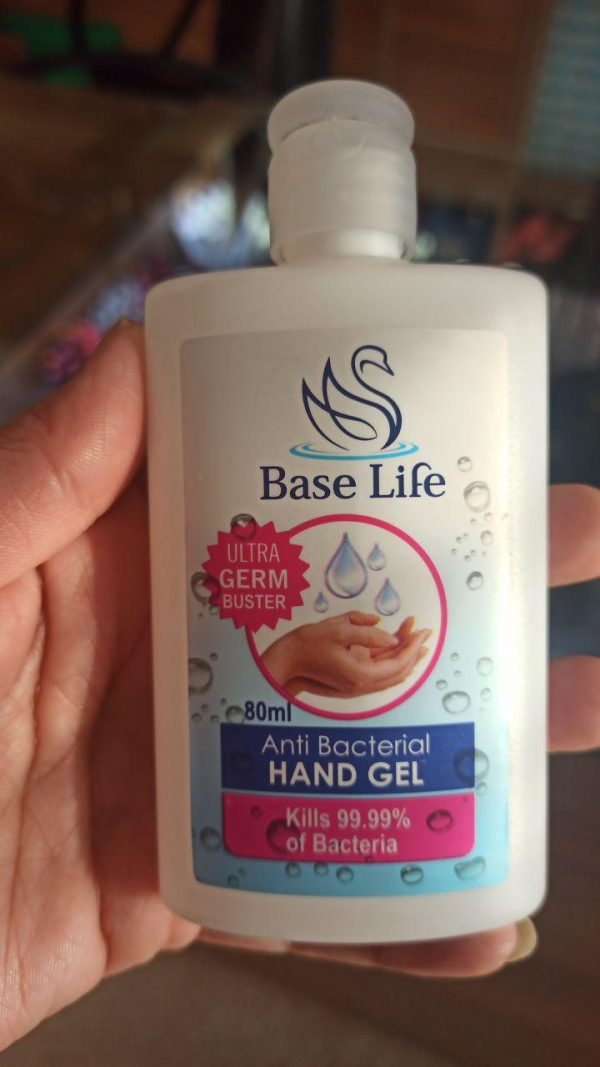 Base Life
ULTRA
GERM
BUSTER
80ml
Anti Bacterial
HAND GEL
Kills 99.99%
of Bacteria